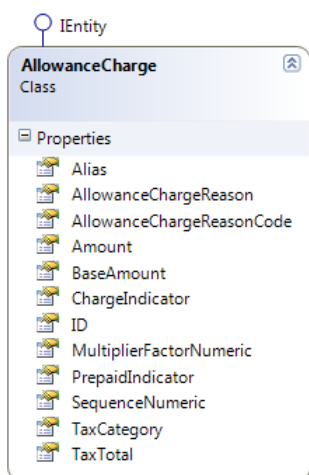 IEntity
AllowanceCharge
Class
Properties
Alias
AllowanceChargeReason
AllowanceChargeReasonCode
Amount
BaseAmount
ChargeIndicator
ID
MultiplierFactorNumeric
PrepaidIndicator
SequenceNumeric
TaxCategory
TaxTotal